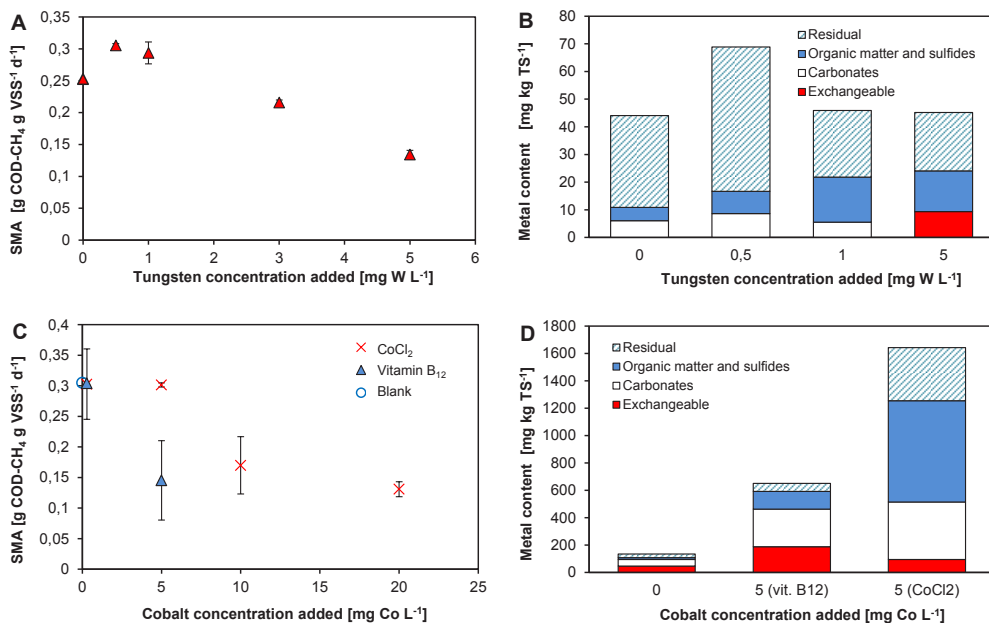 A
SMA [g COD-CH₄ g VSS⁻¹ d⁻¹]
0,35
0,3
0,25
0,2
0,15
0,1
0,05
0
0 1 2 3 4 5 6
Tungsten concentration added [mg W L⁻¹]
B
Metal content [mg kg TS⁻¹]
80
70
60
50
40
30
20
10
0
Residual
Organic matter and sulfides
Carbonates
Excheangeable
0 0,5 1 5
Tungsten concentration added [mg W L⁻¹]
C
SMA [g COD-CH₄ g VSS⁻¹ d⁻¹]
0,4
0,35
0,3
0,25
0,2
0,15
0,1
0,05
0
CoCl₂
Vitamin B₁₂
Blank
0 5 10 15 20 25
Cobalt concentration added [mg Co L⁻¹]
D
Metal content [mg kg TS⁻¹]
1800
1600
1400
1200
1000
800
600
400
200
0
Residual
Organic matter and sulfides
Carbonates
Exchangeable
0 5 (vit. B12) 5 (CoCl2)
Cobalt concentration added [mg Co L⁻¹]